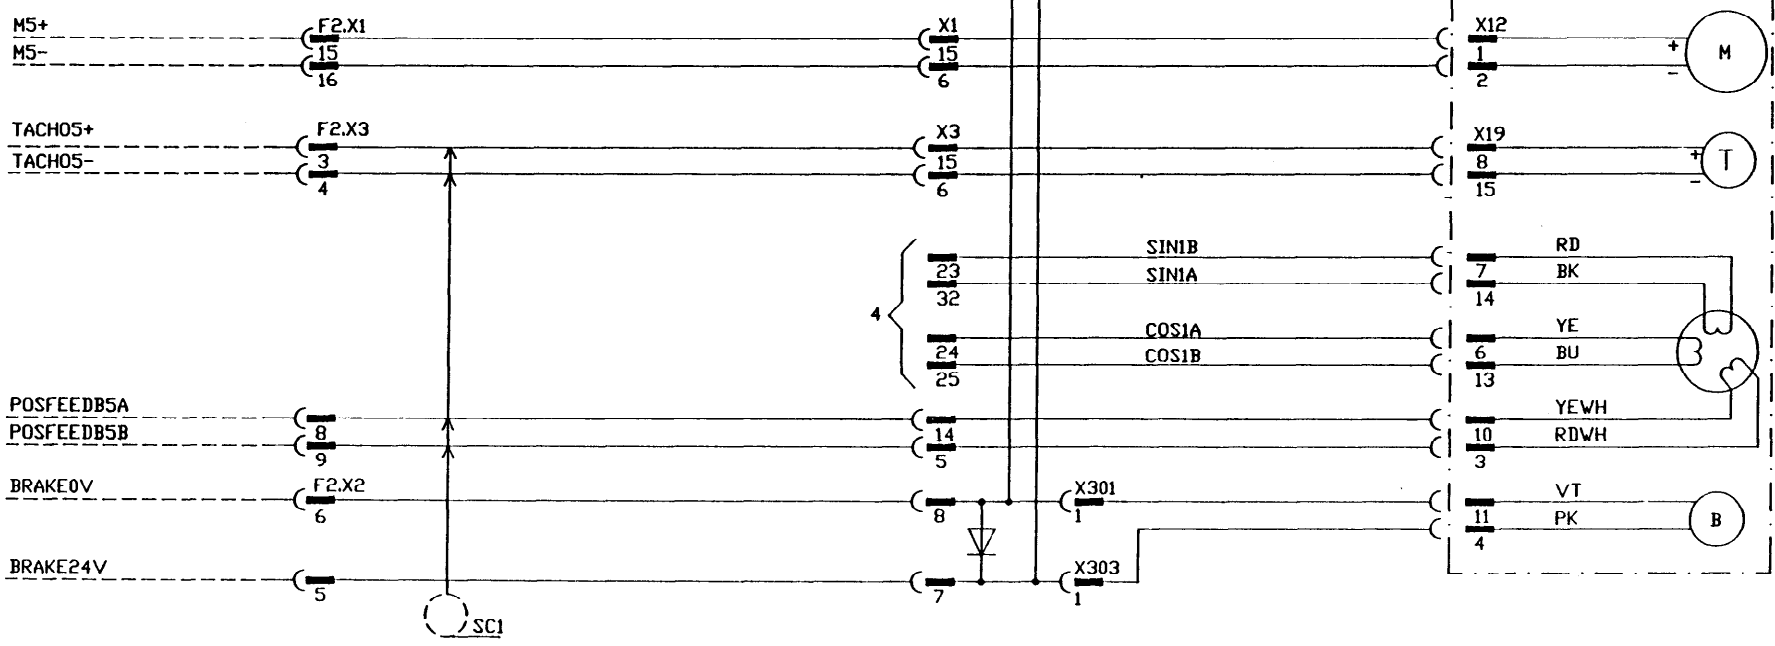 M5+ F2.X1 X1 X12
M5- 15 15 1 + M
16 6 2 -
TACHO5+ F2.X3 X3 X19
TACHO5- 3 15 8 + T
4 6 15 -
SIN1B RD
23 7
SIN1A BK
32 14
4
COS1A YE
24 6
COS1B BU
25 13
POSFEEDB5A YEWH
8 14 10
POSFEEDB5B RDWH
9 5 3
BRAKE0V F2.X2 X301 VT
6 8 1 11 PK B
4
BRAKE24V X303
5 7 1
SC1